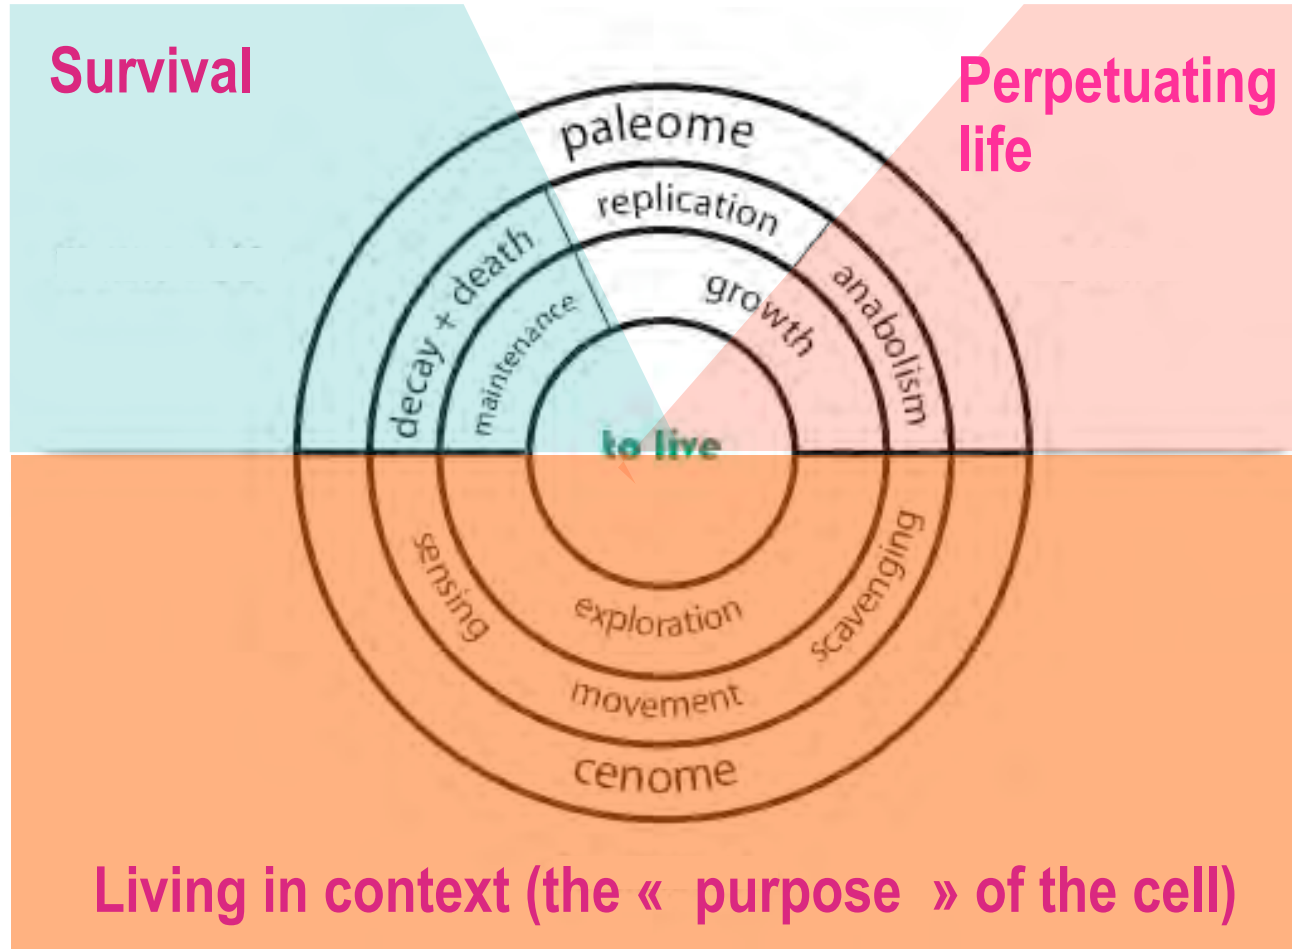 Survival
Perpetuating
life
paleome
replication
growth
anabolism
decay + death
maintenance
to live
sensing
exploration
scavenging
movement
cenome
Living in context (the «  purpose  » of the cell)